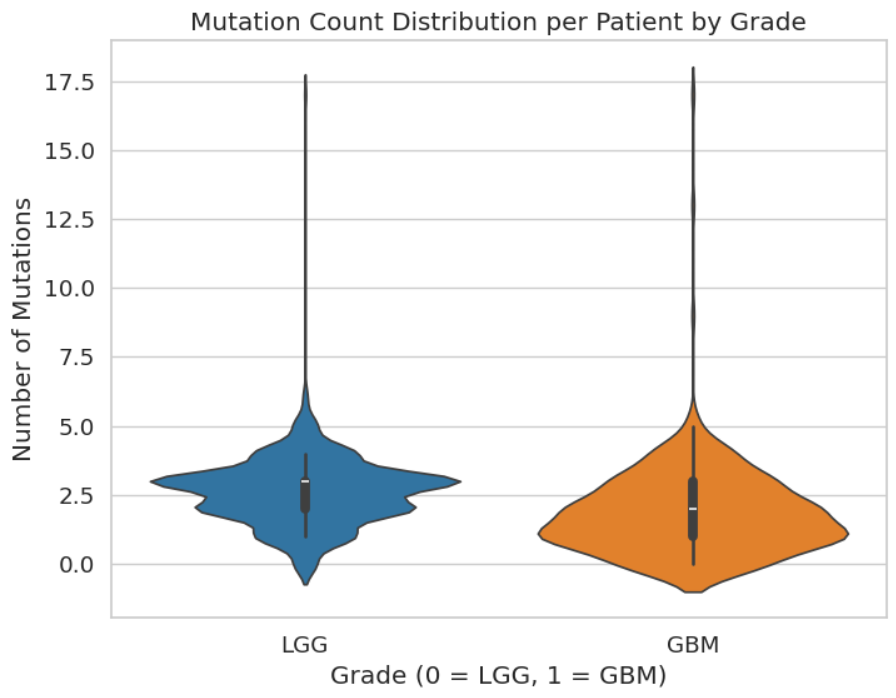 Mutation Count Distribution per Patient by Grade
Number of Mutations
17.5
15.0
12.5
10.0
7.5
5.0
2.5
0.0
LGG
GBM
Grade (0 = LGG, 1 = GBM)